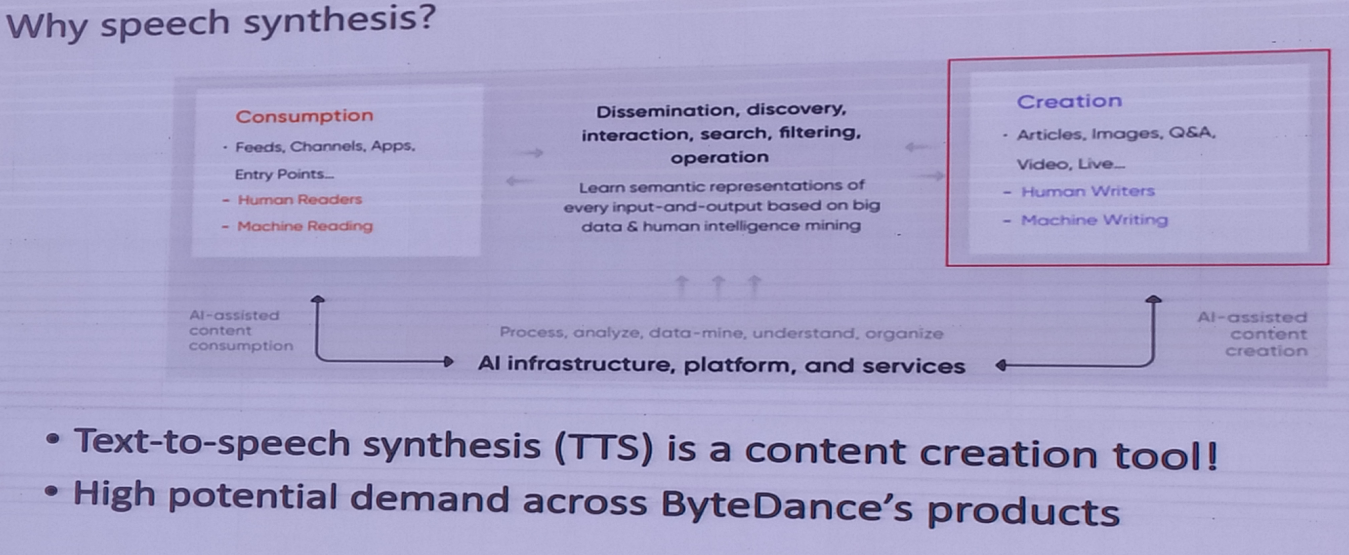 Why speech synthesis?
Consumption
· Feeds, Channels, Apps,
Entry Points...
- Human Readers
- Machine Reading
Dissemination, discovery,
interaction, search, filtering,
operation
Learn semantic representations of
every input-and-output based on big
data & human intelligence mining
Creation
· Articles, Images, Q&A,
Video, Live...
- Human Writers
- Machine Writing
AI-assisted
content
consumption
Process, analyze, data-mine, understand, organize
AI infrastructure, platform, and services
AI-assisted
content
creation
• Text-to-speech synthesis (TTS) is a content creation tool!
• High potential demand across ByteDance's products